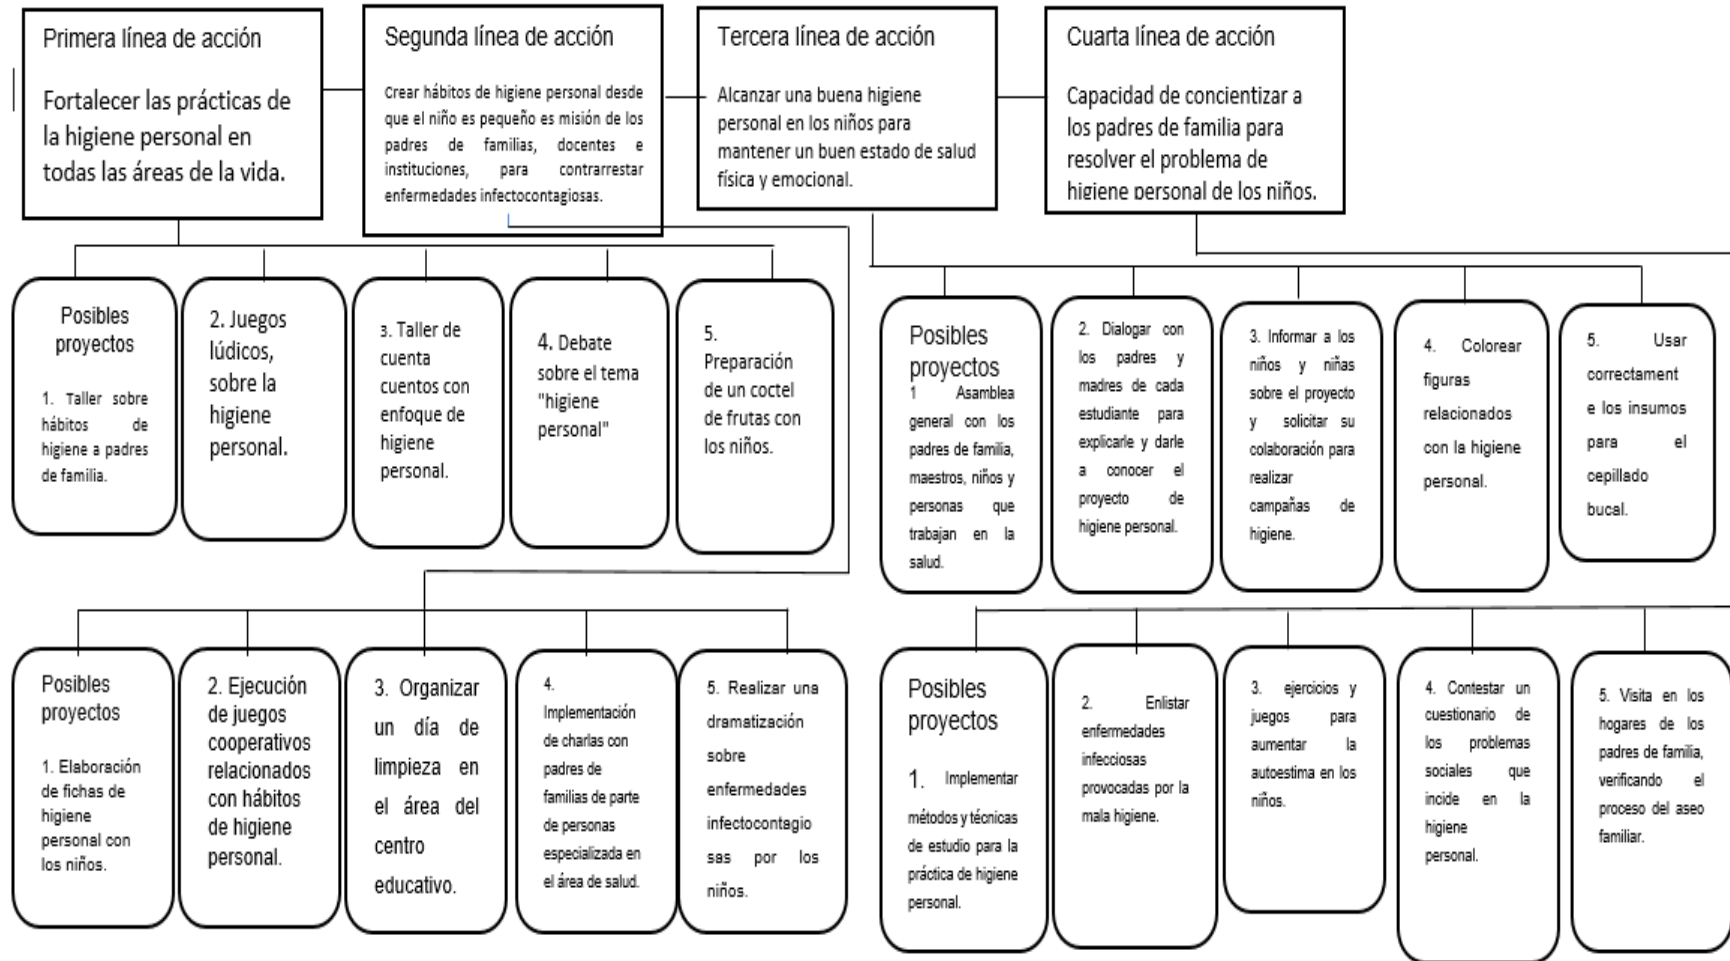 Primera línea de acción
Fortalecer las prácticas de
la higiene personal en
todas las áreas de la vida.
Segunda línea de acción
Crear hábitos de higiene personal desde
que el niño es pequeño es misión de los
padres de familias, docentes e
instituciones, para contrarrestar
enfermedades infectocontagiosas.
Tercera línea de acción
Alcanzar una buena higiene
personal en los niños para
mantener un buen estado de salud
física y emocional.
Cuarta línea de acción
Capacidad de concientizar a
los padres de familia para
resolver el problema de
higiene personal de los niños.
Posibles
proyectos
1. Taller sobre
hábitos de
higiene a padres
de familia.
2. Juegos
lúdicos,
sobre la
higiene
personal.
3. Taller de
cuenta
cuentos con
enfoque de
higiene
personal.
4. Debate
sobre el tema
"higiene
personal"
5.
Preparación
de un coctel
de frutas con
los niños.
Posibles
proyectos
1 Asamblea
general con los
padres de familia,
maestros, niños y
personas que
trabajan en la
salud.
2. Dialogar con
los padres y
madres de cada
estudiante para
explicarle y darle
a conocer el
proyecto de
higiene personal.
3. Informar a los
niños y niñas
sobre el proyecto
y solicitar su
colaboración para
realizar
campañas de
higiene.
4. Colorear
figuras
relacionados
con la higiene
personal.
5. Usar
correctament
e los insumos
para el
cepillado
bucal.
Posibles
proyectos
1. Elaboración
de fichas de
higiene
personal con
los niños.
2. Ejecución
de juegos
cooperativos
relacionados
con hábitos
de higiene
personal.
3. Organizar
un día de
limpieza en
el área del
centro
educativo.
4.
Implementación
de charlas con
padres de
familias de parte
de personas
especializada en
el área de salud.
5. Realizar una
dramatización
sobre
enfermedades
infectocontagio
sas por los
niños.
Posibles
proyectos
1. Implementar
métodos y técnicas
de estudio para la
práctica de higiene
personal.
2. Enlistar
enfermedades
infecciosas
provocadas por la
mala higiene.
3. ejercicios y
juegos para
aumentar la
autoestima en los
niños.
4. Contestar un
cuestionario de
los problemas
sociales que
incide en la
higiene
personal.
5. Visita en los
hogares de los
padres de familia,
verificando el
proceso del aseo
familiar.